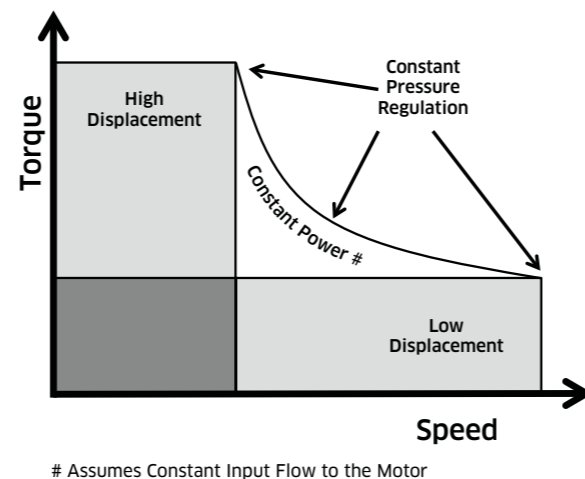 Torque
High
Displacement
Constant
Pressure
Regulation
Constant Power #
Low
Displacement
Speed
# Assumes Constant Input Flow to the Motor